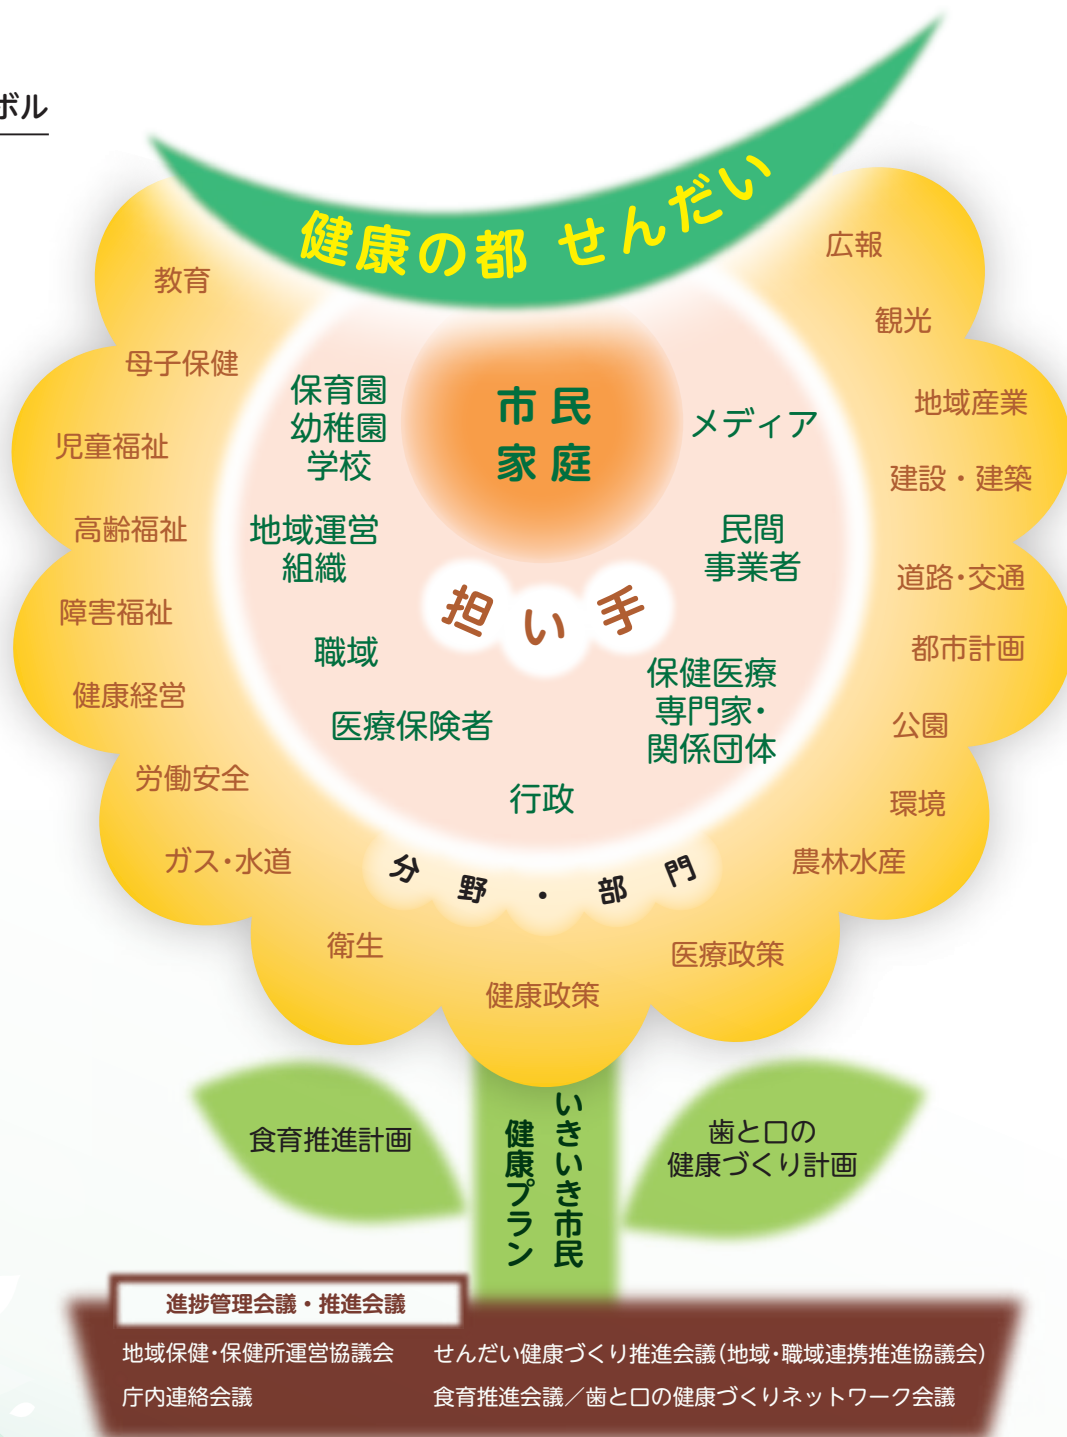 ボル
健康の都 せんだい
教育
母子保健
児童福祉
高齢福祉
障害福祉
健康経営
労働安全
ガス・水道
衛生
健康政策
医療政策
農林水産
環境
公園
都市計画
道路・交通
建設・建築
地域産業
観光
広報
市民
家庭
保育園
幼稚園
学校
地域運営
組織
職域
医療保険者
行政
保健医療
専門家・
関係団体
民間
事業者
メディア
担い手
分野・部門
いきいき市民
健康プラン
食育推進計画
歯と口の
健康づくり計画
進捗管理会議・推進会議
地域保健・保健所運営協議会
せんだい健康づくり推進会議(地域・職域連携推進協議会)
庁内連絡会議
食育推進会議/歯と口の健康づくりネットワーク会議